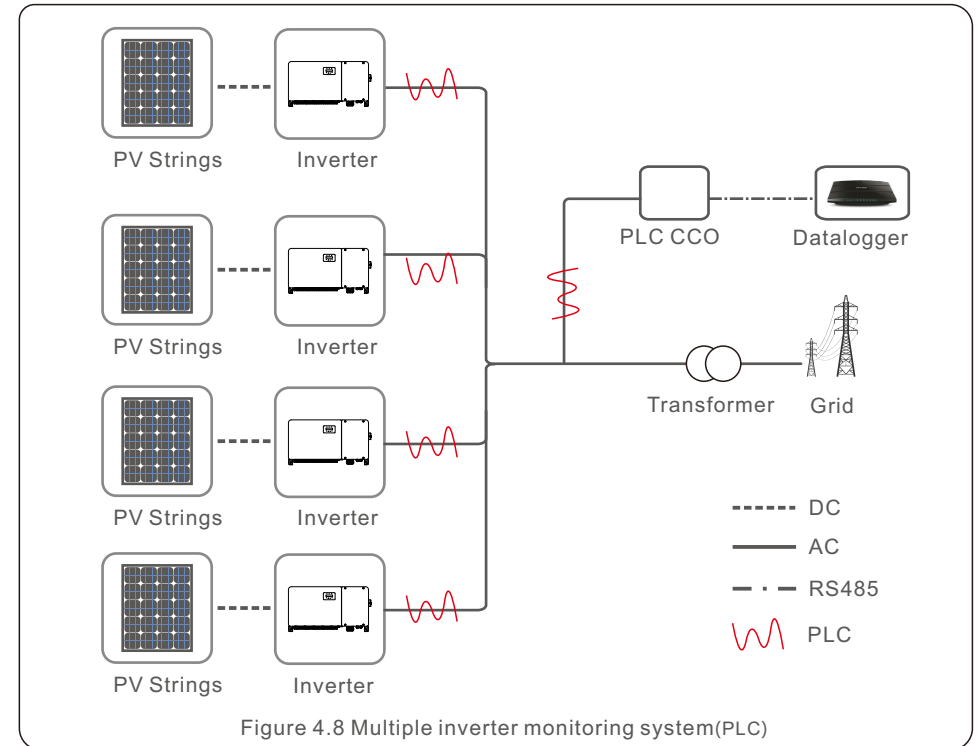 PV Strings
Inverter
PLC CCO
Datalogger
PV Strings
Inverter
Transformer
Grid
PV Strings
Inverter
DC
AC
RS485
PLC
PV Strings
Inverter
Figure 4.8 Multiple inverter monitoring system(PLC)